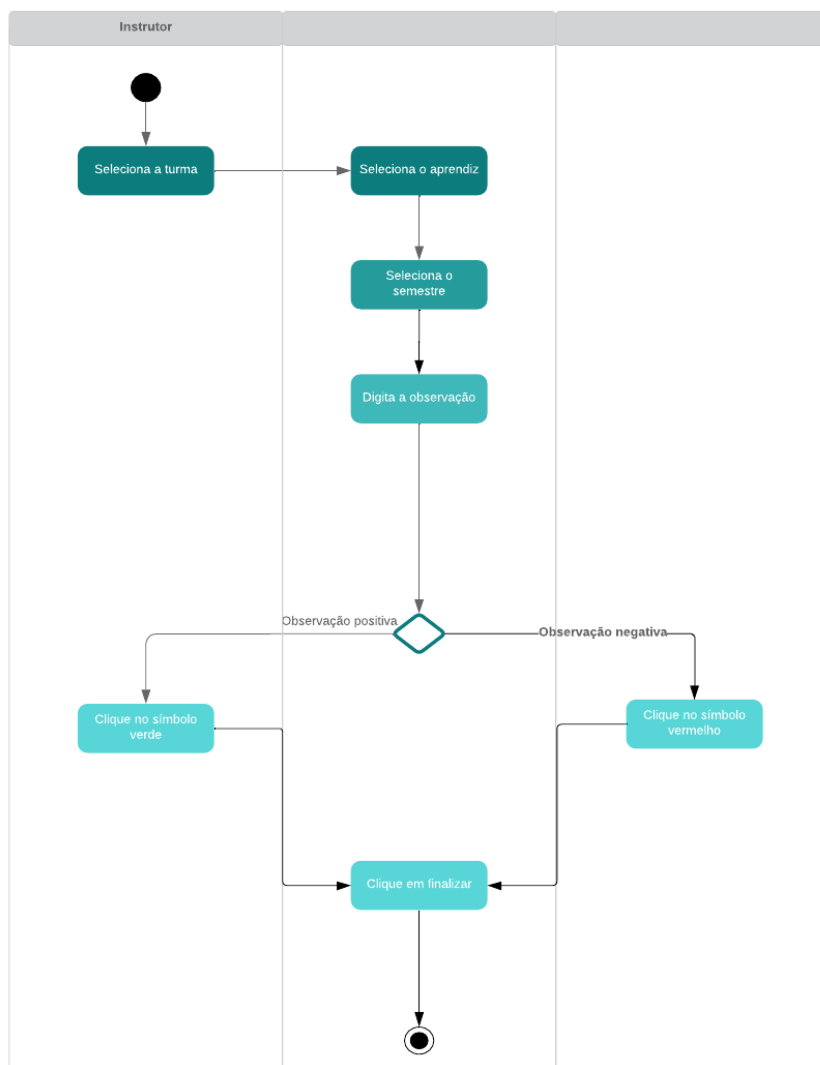 Instrutor
Seleciona a turma
Seleciona o aprendiz
Seleciona o
semestre
Digita a observação
Observação positiva
Observação negativa
Clique no símbolo
verde
Clique no símbolo
vermelho
Clique em finalizar